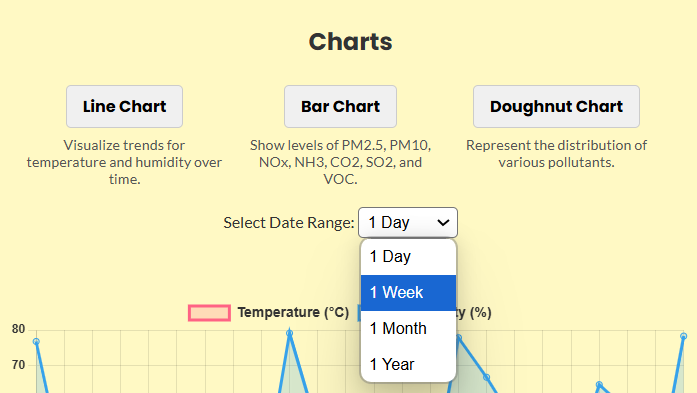 Charts
Line Chart
Bar Chart
Doughnut Chart
Visualize trends for
temperature and humidity over
time.
Show levels of PM2.5, PM10,
NOx, NH3, CO2, SO2, and
VOC.
Represent the distribution of
various pollutants.
Select Date Range: 1 Day
1 Day
1 Week
1 Month
1 Year
Temperature (°C)
y (%)
80
70